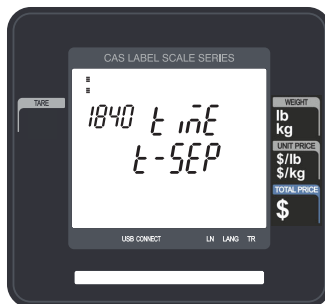 CAS LABEL SCALE SERIES
TARE
1840 t inE
t-SEP
WEIGHT
lb
kg
UNIT PRICE
$/lb
$/kg
TOTAL PRICE
$
USB CONNECT LN LANG TR